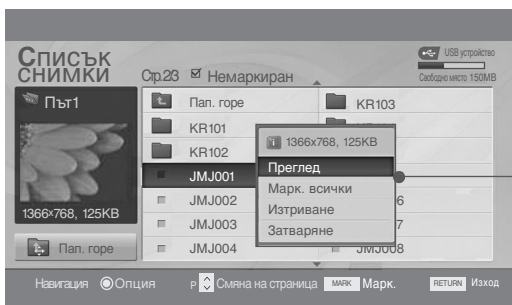 Списък
снимки
Стр.2/3 Немаркиран
USB устройство
Свободно място 150MB
Път1
1366x768, 125KB
Пап. горе
Пап. горе
KR101
KR102
JMJ001
JMJ002
JMJ003
JMJ004
KR103
JMJ008
1366x768, 125KB
Преглед
Марк. всички
Изтриване
Затваряне
Навигация Опция P Смяна на страница MARK Марк. RETURN Изход